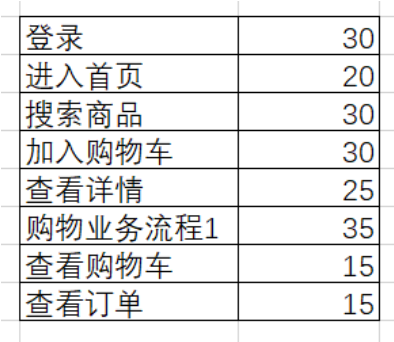 登录 30
进入首页 20
搜索商品 30
加入购物车 30
查看详情 25
购物业务流程1 35
查看购物车 15
查看订单 15